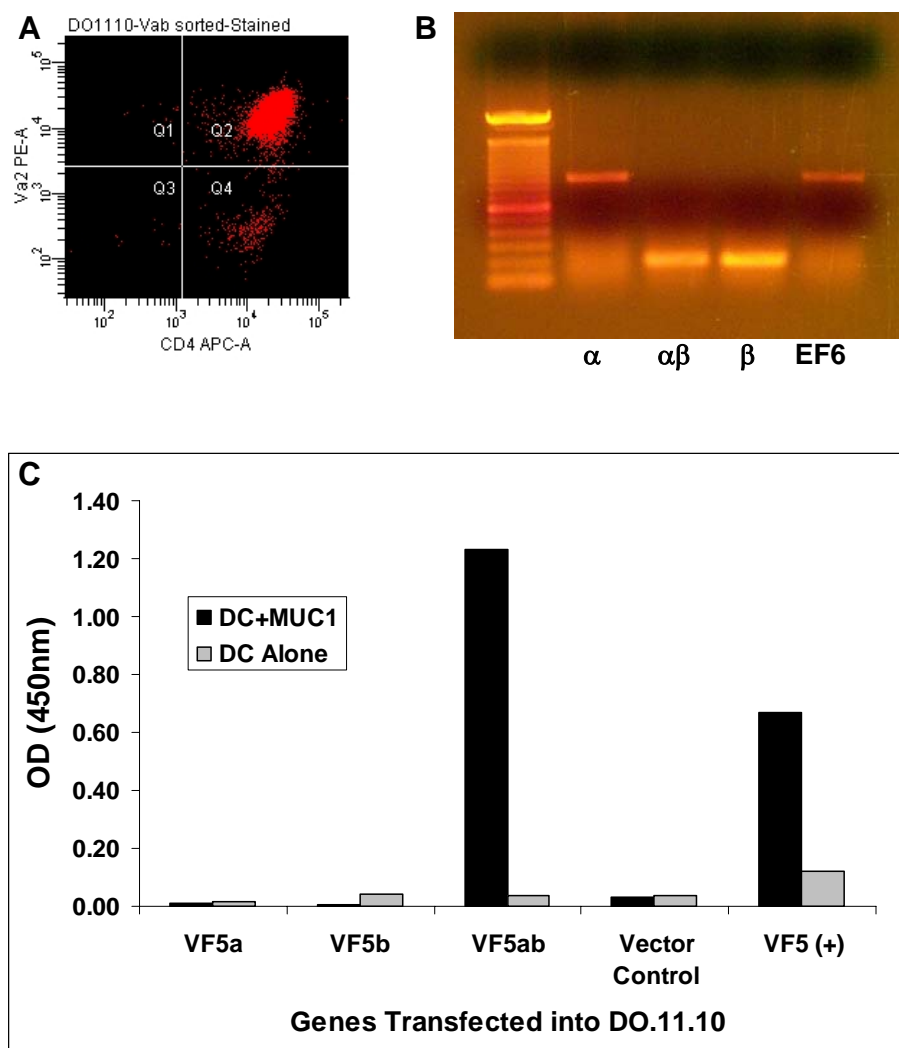 A
DO1110-Vab sorted-Stained
Va2 PE-A
10^5
10^4
10^3
10^2
Q1
Q2
Q3
Q4
10^2
10^3
10^4
10^5
CD4 APC-A
B
α
αβ
β
EF6
C
OD (450nm)
1.40
1.20
1.00
0.80
0.60
0.40
0.20
0.00
DC+MUC1
DC Alone
VF5a
VF5b
VF5ab
Vector
Control
VF5 (+)
Genes Transfected into DO.11.10